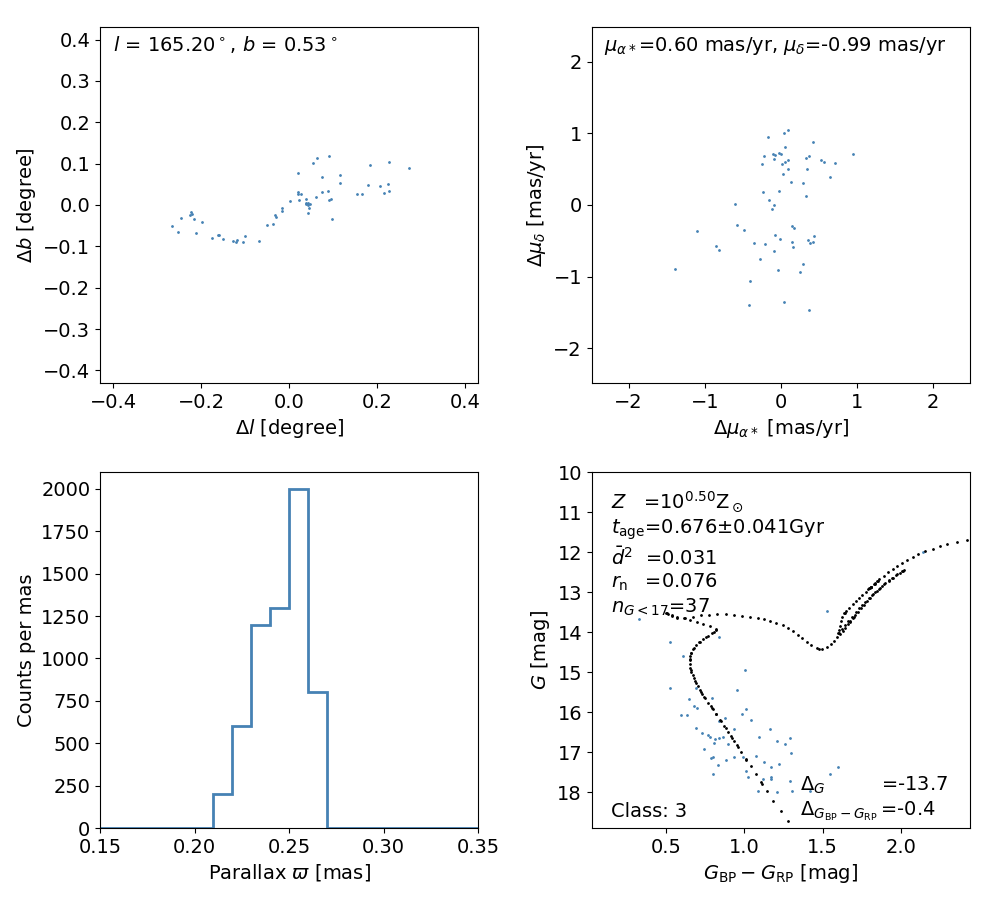 l = 165.20°, b = 0.53°
0.4
0.3
0.2
0.1
0.0
−0.1
−0.2
−0.3
−0.4
−0.4 −0.2 0.0 0.2 0.4
Δb [degree]
Δl [degree]
μα*=0.60 mas/yr, μδ=-0.99 mas/yr
2
1
0
−1
−2
−2 −1 0 1 2
Δμδ [mas/yr]
Δμα* [mas/yr]
2000
1750
1500
1250
1000
750
500
250
0
0.15 0.20 0.25 0.30 0.35
Counts per mas
Parallax ϖ [mas]
10
11
12
13
14
15
16
17
18
Z =10^0.50 Z⊙
t_age=0.676±0.041Gyr
d̄² =0.031
r_n =0.076
n_G<17=37
Δ_G =-13.7
Δ_GBP−GRP =-0.4
Class: 3
0.5 1.0 1.5 2.0
G [mag]
G_BP − G_RP [mag]